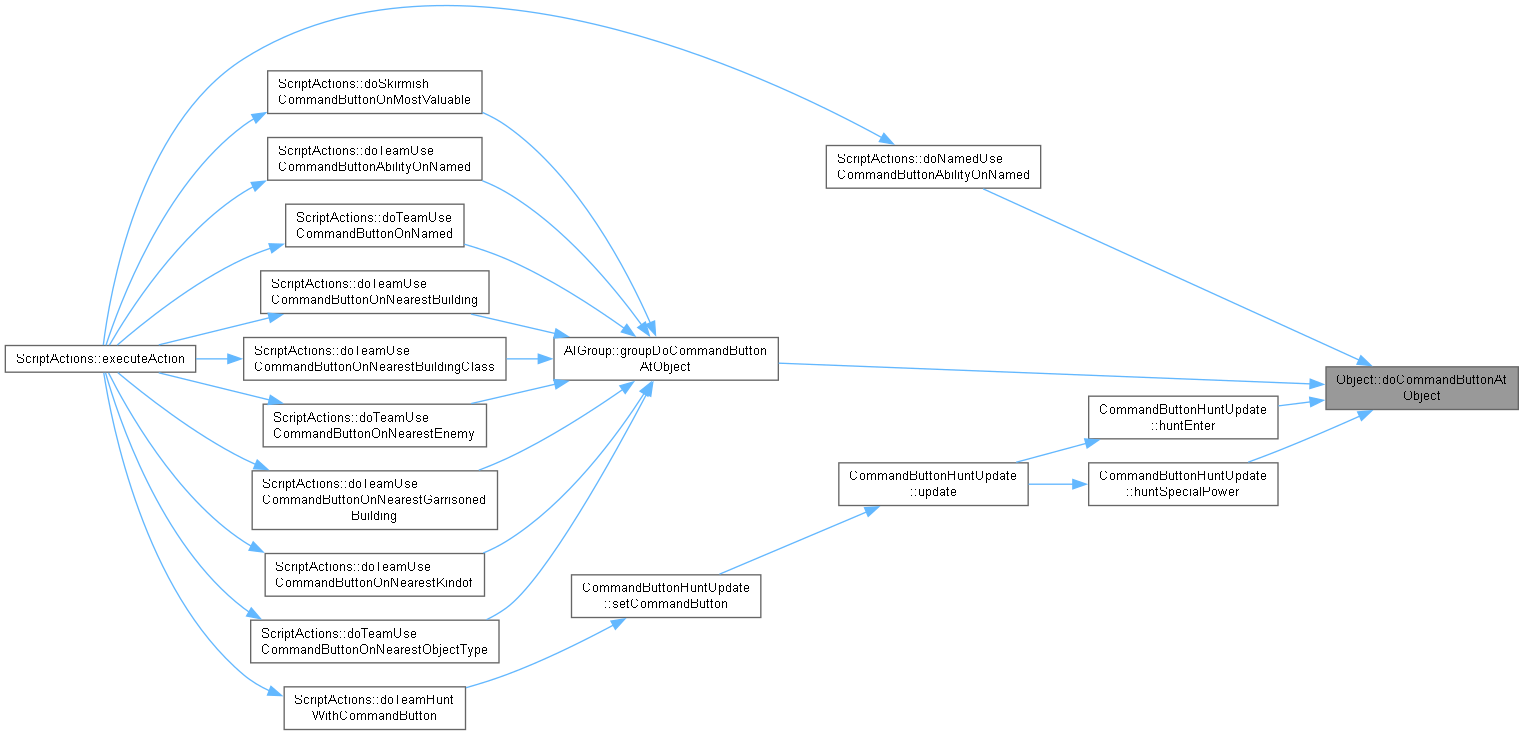 ScriptActions::doSkirmish
CommandButtonOnMostValuable
ScriptActions::doTeamUse
CommandButtonAbilityOnNamed
ScriptActions::doNamedUse
CommandButtonAbilityOnNamed
ScriptActions::doTeamUse
CommandButtonOnNamed
ScriptActions::doTeamUse
CommandButtonOnNearestBuilding
ScriptActions::executeAction
ScriptActions::doTeamUse
CommandButtonOnNearestBuildingClass
AIGroup::groupDoCommandButton
AtObject
Object::doCommandButtonAt
Object
ScriptActions::doTeamUse
CommandButtonOnNearestEnemy
CommandButtonHuntUpdate
::huntEnter
ScriptActions::doTeamUse
CommandButtonOnNearestGarrisoned
Building
CommandButtonHuntUpdate
::update
CommandButtonHuntUpdate
::huntSpecialPower
ScriptActions::doTeamUse
CommandButtonOnNearestKindof
CommandButtonHuntUpdate
::setCommandButton
ScriptActions::doTeamUse
CommandButtonOnNearestObjectType
ScriptActions::doTeamHunt
WithCommandButton